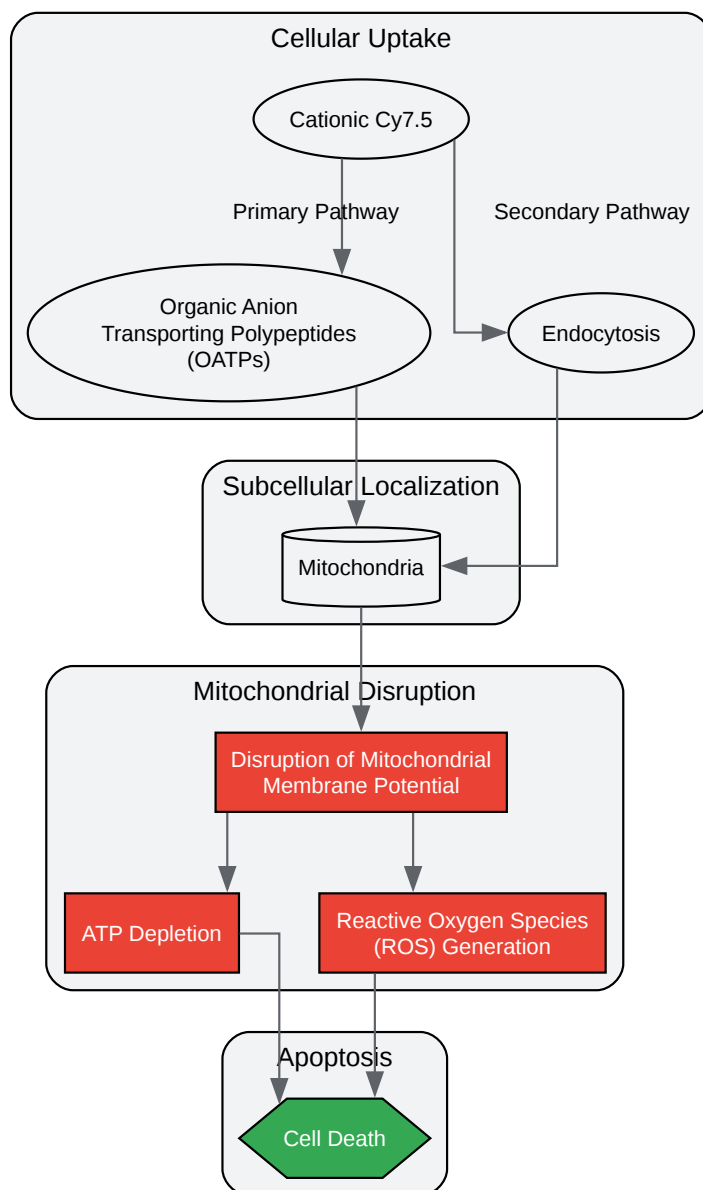 Cellular Uptake
Cationic Cy7.5
Primary Pathway
Secondary Pathway
Organic Anion
Transporting Polypeptides
(OATPs)
Endocytosis
Subcellular Localization
Mitochondria
Mitochondrial Disruption
Disruption of Mitochondrial
Membrane Potential
ATP Depletion
Reactive Oxygen Species
(ROS) Generation
Apoptosis
Cell Death